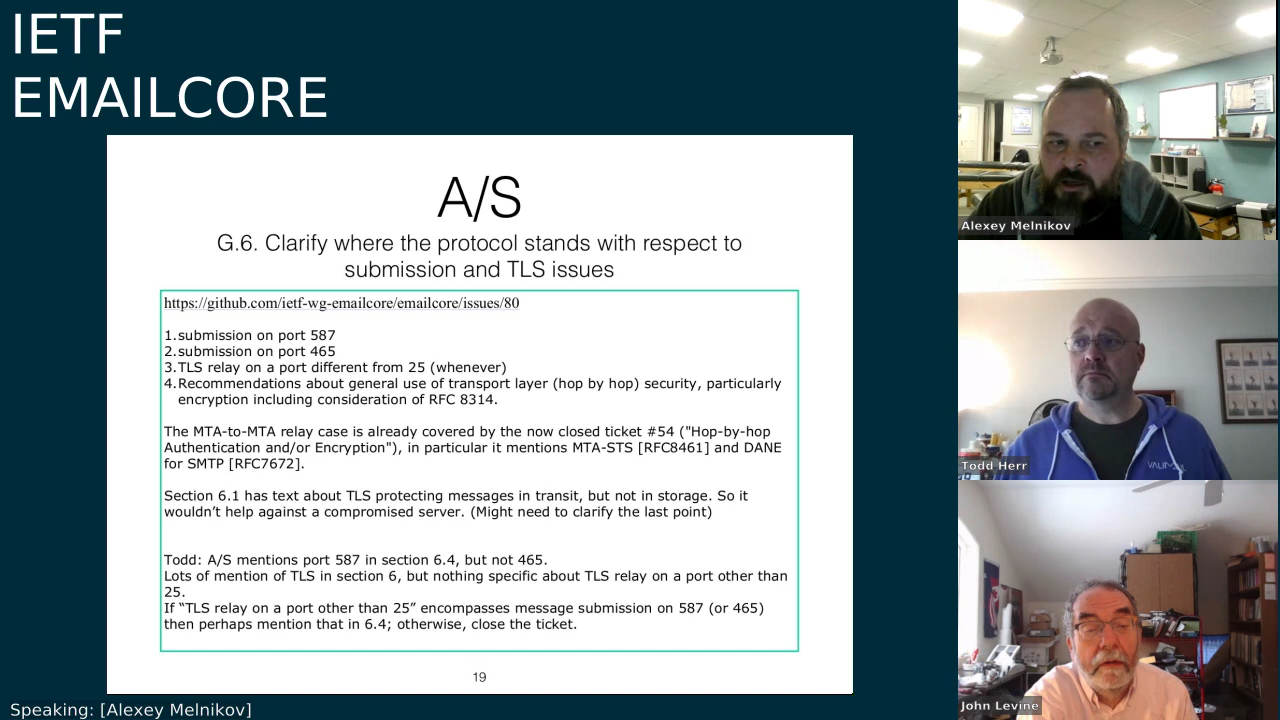 IETF
EMAILCORE
A/S
G.6. Clarify where the protocol stands with respect to
submission and TLS issues
https://github.com/ietf-wg-emailcore/emailcore/issues/80
1.submission on port 587
2.submission on port 465
3.TLS relay on a port different from 25 (whenever)
4.Recommendations about general use of transport layer (hop by hop) security, particularly
encryption including consideration of RFC 8314.
The MTA-to-MTA relay case is already covered by the now closed ticket #54 ("Hop-by-hop
Authentication and/or Encryption"), in particular it mentions MTA-STS [RFC8461] and DANE
for SMTP [RFC7672].
Section 6.1 has text about TLS protecting messages in transit, but not in storage. So it
wouldn’t help against a compromised server. (Might need to clarify the last point)
Todd: A/S mentions port 587 in section 6.4, but not 465.
Lots of mention of TLS in section 6, but nothing specific about TLS relay on a port other than
25.
If “TLS relay on a port other than 25” encompasses message submission on 587 (or 465)
then perhaps mention that in 6.4; otherwise, close the ticket.
19
Speaking: [Alexey Melnikov]
Alexey Melnikov
Todd Herr
John Levine